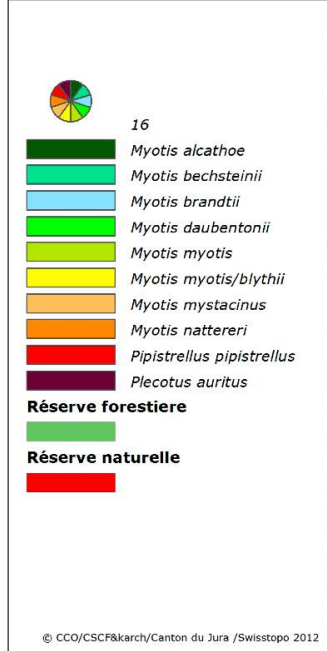 16
Myotis alcathoe
Myotis bechsteinii
Myotis brandtii
Myotis daubentonii
Myotis myotis
Myotis myotis/blythii
Myotis mystacinus
Myotis nattereri
Pipistrellus pipistrellus
Plecotus auritus
Réserve forestiere
Réserve naturelle
© CCO/CSCF&karch/Canton du Jura /Swisstopo 2012